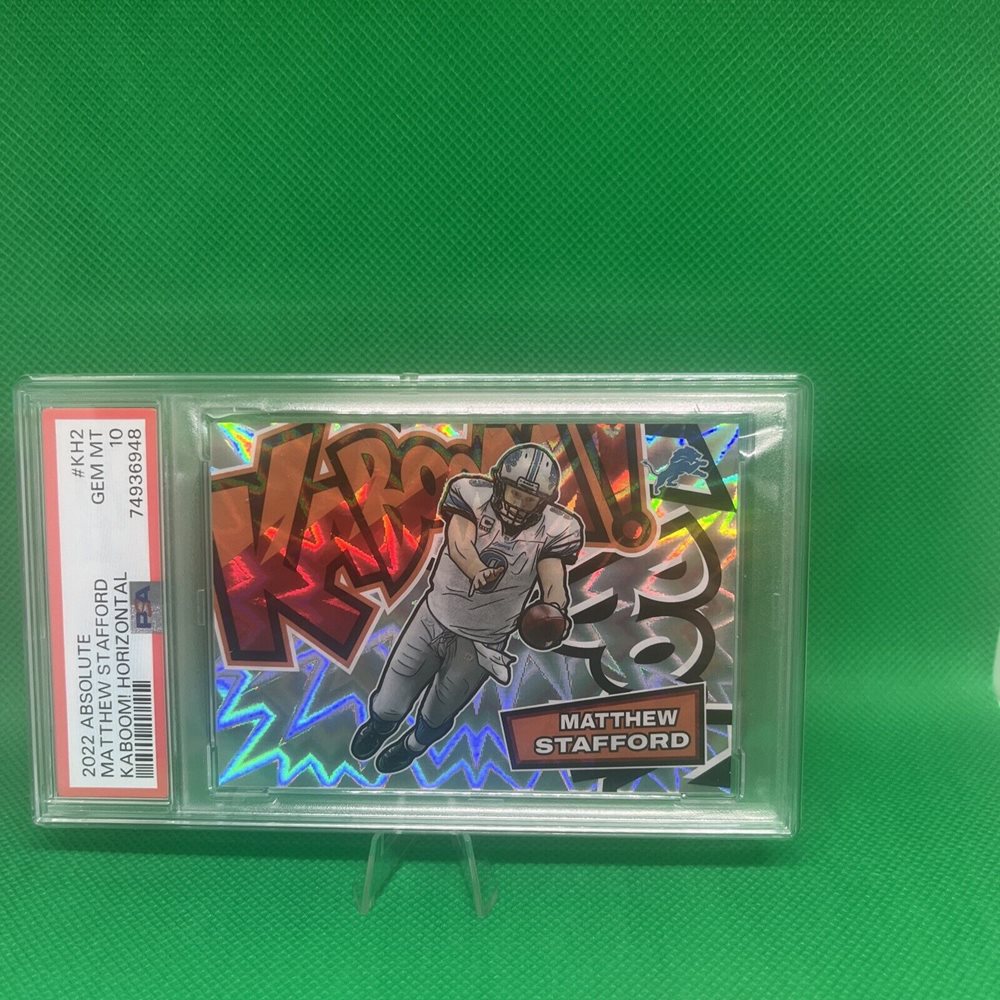 2022 ABSOLUTE
MATTHEW STAFFORD
KABOOM! HORIZONTAL
#KH2
GEM MT
10
74936948
PSA
KABOOM!
MATTHEW
STAFFORD